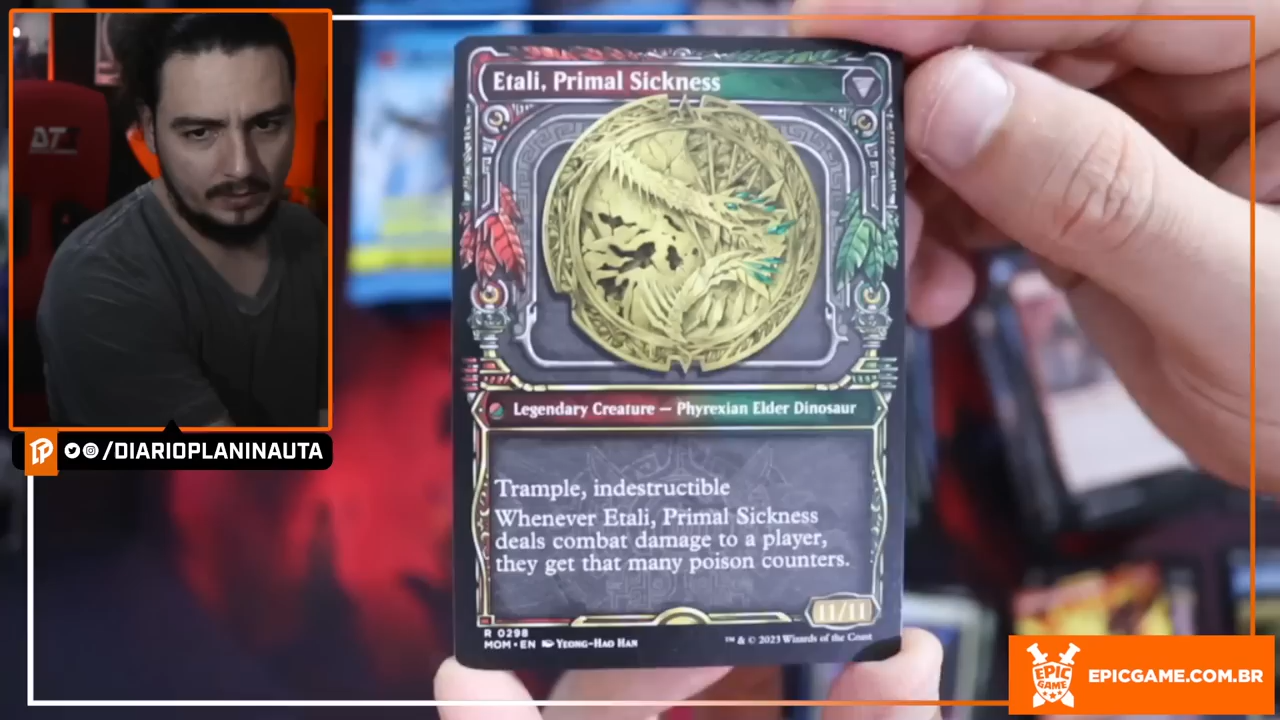 Etali, Primal Sickness
DT
/DIARIOPLANINAUTA
Legendary Creature — Phyrexian Elder Dinosaur
Trample, indestructible
Whenever Etali, Primal Sickness
deals combat damage to a player,
they get that many poison counters.
11/11
R 0298
MOM • EN Yeong-Hao Han
™ & © 2023 Wizards of the Coast
EPIC
GAME
EPICGAME.COM.BR